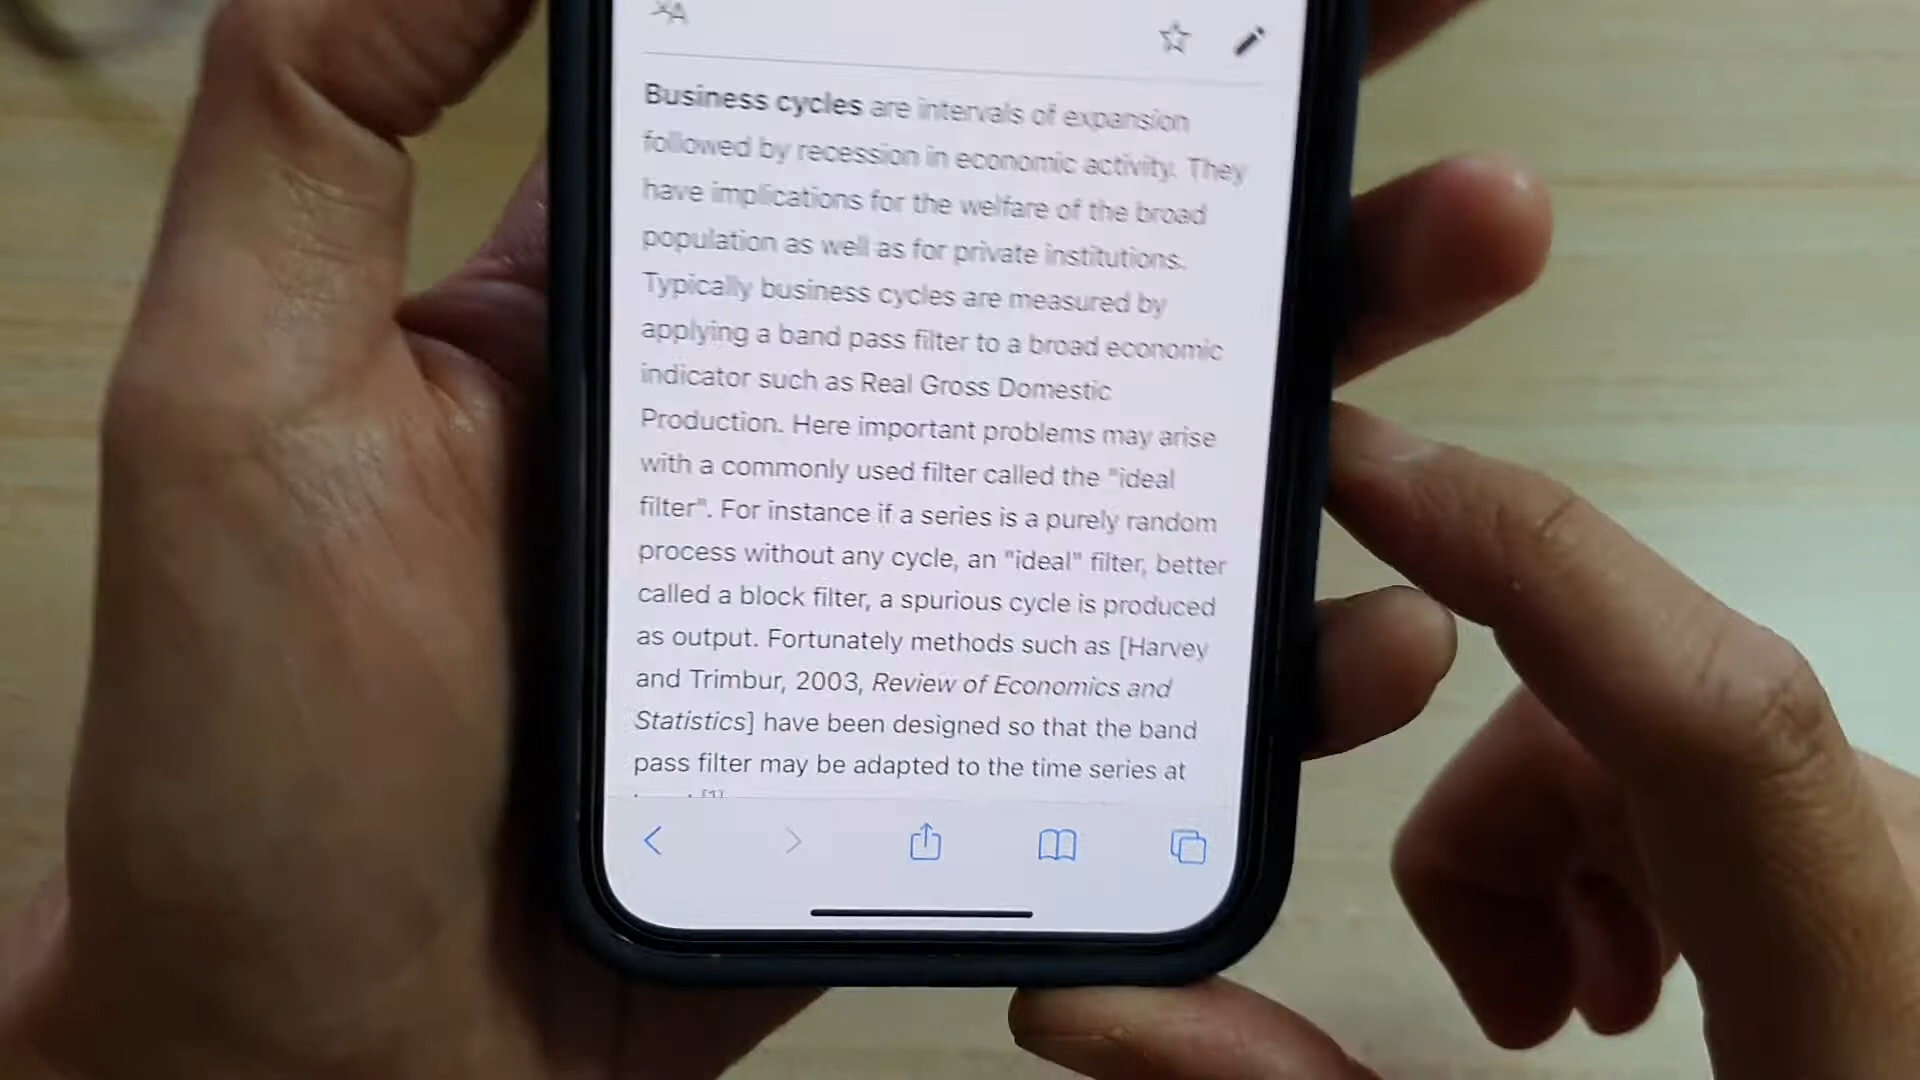 Business cycles are intervals of expansion
followed by recession in economic activity. They
have implications for the welfare of the broad
population as well as for private institutions.
Typically business cycles are measured by
applying a band pass filter to a broad economic
indicator such as Real Gross Domestic
Production. Here important problems may arise
with a commonly used filter called the "ideal
filter". For instance if a series is a purely random
process without any cycle, an "ideal" filter, better
called a block filter, a spurious cycle is produced
as output. Fortunately methods such as [Harvey
and Trimbur, 2003, Review of Economics and
Statistics] have been designed so that the band
pass filter may be adapted to the time series at
[1]